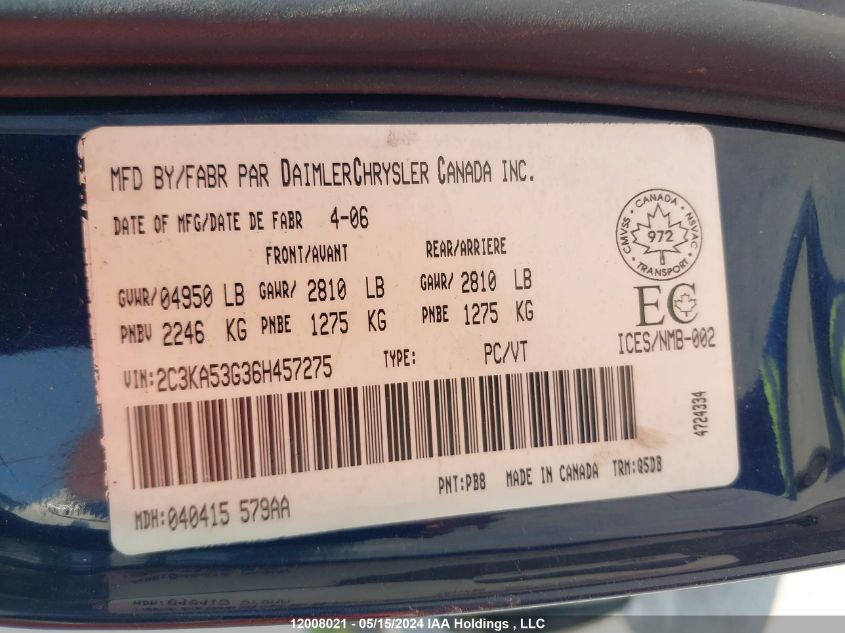 MFD BY/FABR PAR DAIMLERCHRYSLER CANADA INC.
DATE OF MFG/DATE DE FABR 4-06
FRONT/AVANT REAR/ARRIERE
GVWR/04950 LB GAWR/ 2810 LB GAWR/ 2810 LB
PNBV 2246 KG PNBE 1275 KG PNBE 1275 KG
VIN:2C3KA53G36H457275 TYPE: PC/VT
CMVSS CANADA NSVAC
972
TRANSPORT
EC
ICES/NMB-002
4724334
PNT:PB8 MADE IN CANADA TRM:Q5DB
MDH:040415 579AA
12008021 - 05/15/2024 IAA Holdings , LLC